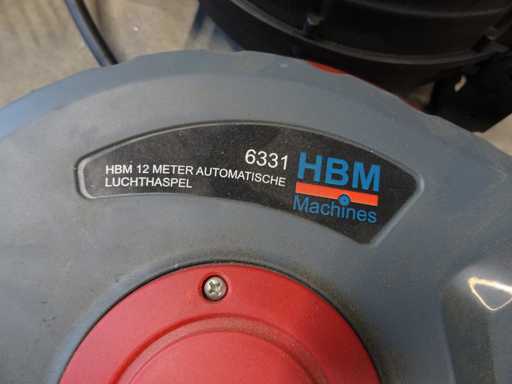 6331
HBM 12 METER AUTOMATISCHE
LUCHTHASPEL
HBM
Machines